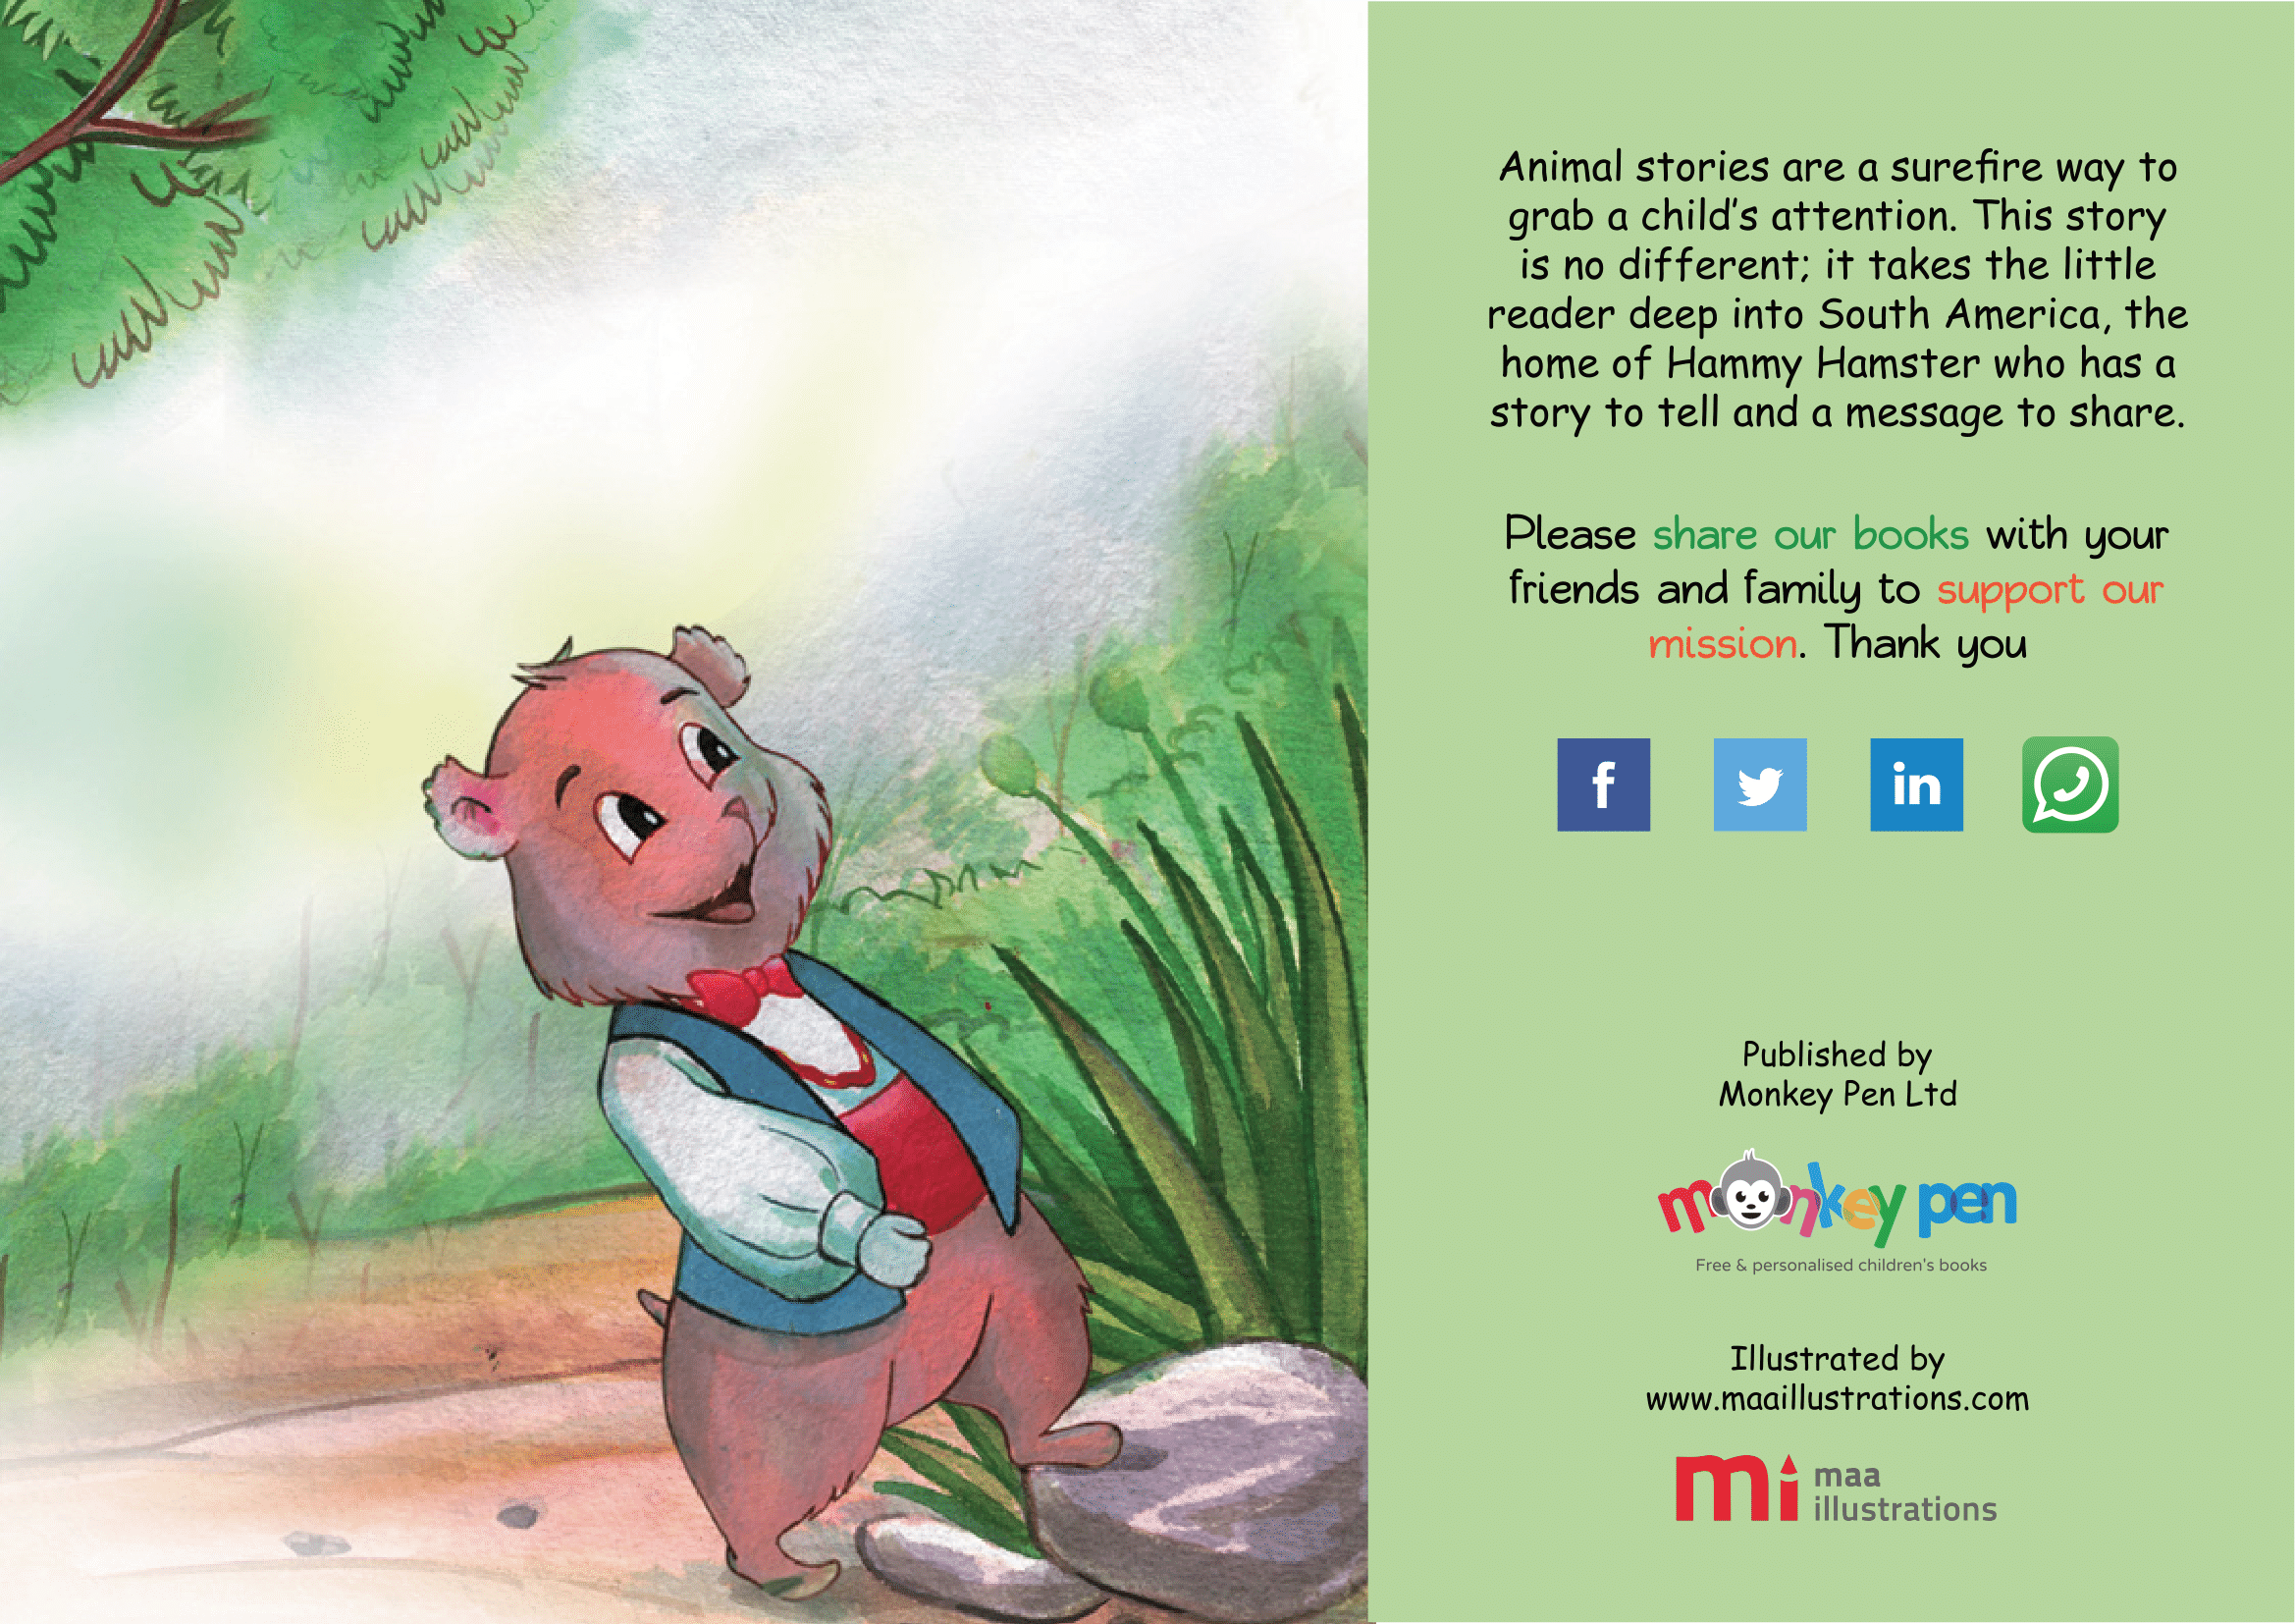 Animal stories are a surefire way to
grab a child's attention. This story
is no different; it takes the little
reader deep into South America, the
home of Hammy Hamster who has a
story to tell and a message to share.
Please share our books with your
friends and family to support our
mission. Thank you
f
in
Published by
Monkey Pen Ltd
monkey pen
Free & personalised children's books
Illustrated by
www.maaillustrations.com
mi
maa
illustrations